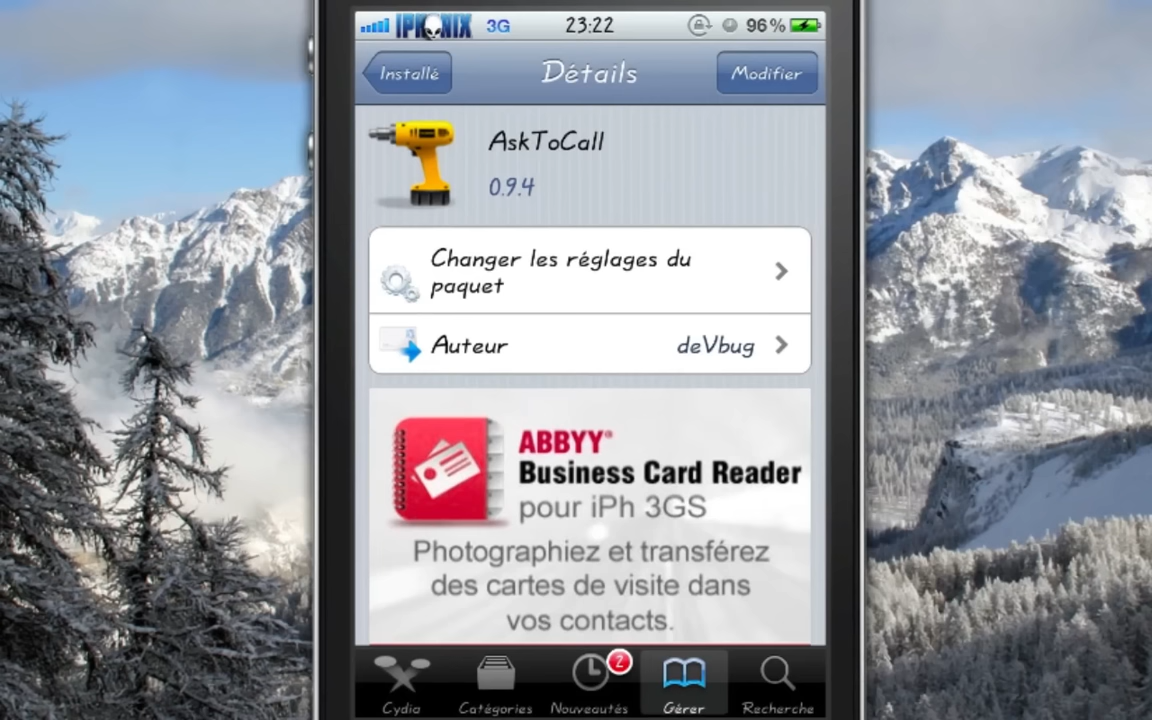 IPHONIX 3G 23:22 96%
Installé Détails Modifier
AskToCall
0.9.4
Changer les réglages du
paquet
Auteur deVbug
ABBYY®
Business Card Reader
pour iPh 3GS
Photographiez et transférez
des cartes de visite dans
vos contacts.
2
Cydia Catégories Nouveautés Gérer Recherche